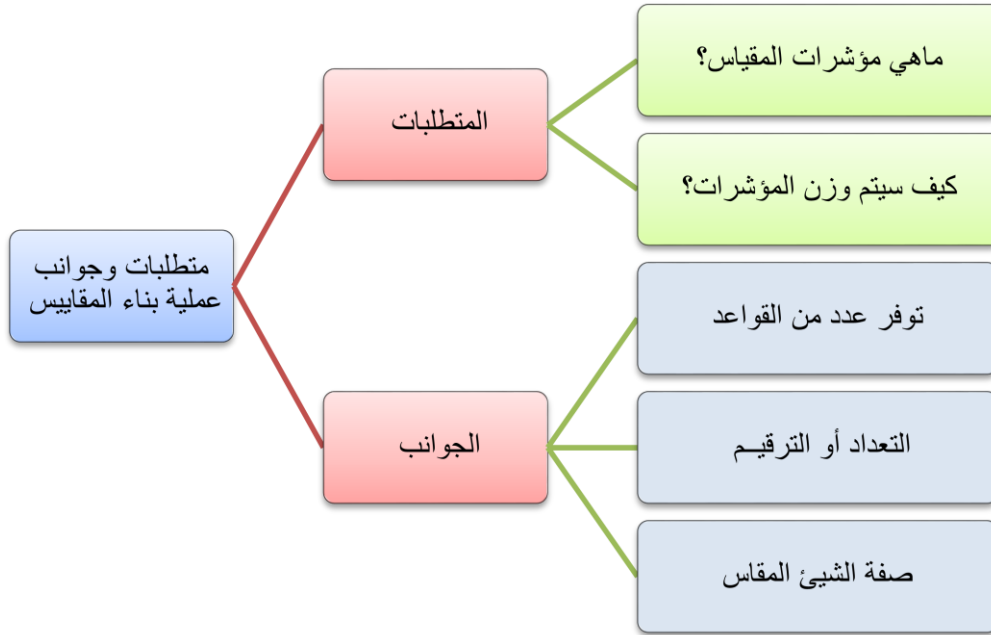 متطلبات وجوانب
عملية بناء المقاييس
المتطلبات
ماهي مؤشرات المقياس؟
كيف سيتم وزن المؤشرات؟
الجوانب
توفر عدد من القواعد
التعداد أو الترقيــم
صفة الشيئ المقاس